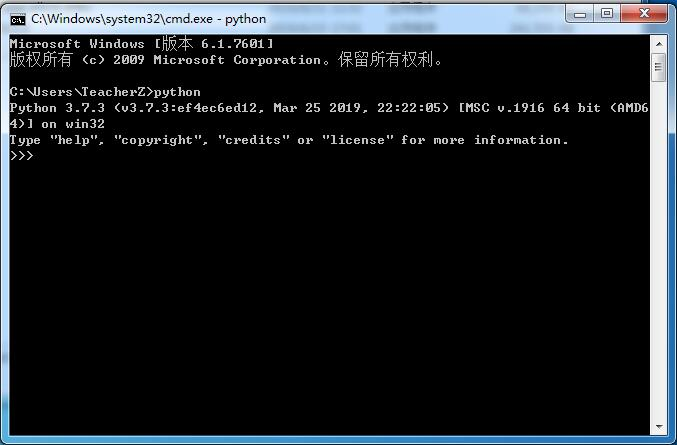 C:\Windows\system32\cmd.exe - python
Microsoft Windows [版本 6.1.7601]
版权所有 (c) 2009 Microsoft Corporation。保留所有权利。
C:\Users\TeacherZ>python
Python 3.7.3 (v3.7.3:ef4ec6ed12, Mar 25 2019, 22:22:05) [MSC v.1916 64 bit (AMD6
4)] on win32
Type "help", "copyright", "credits" or "license" for more information.
>>>